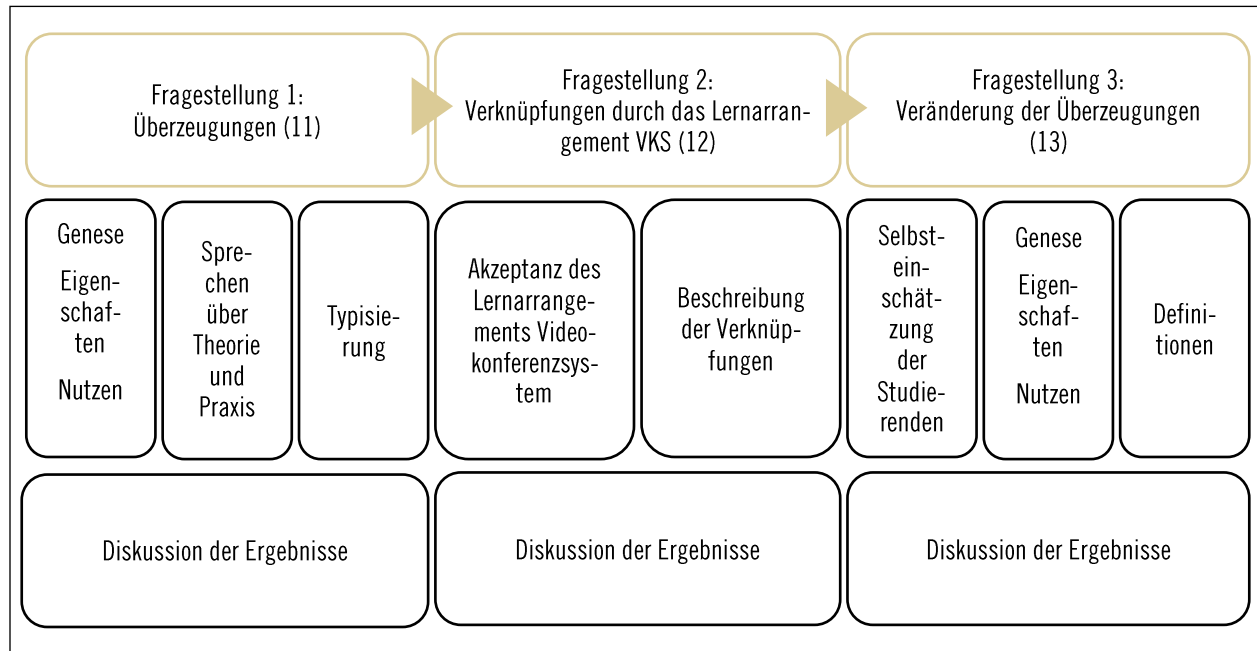 Fragestellung 1:
Überzeugungen (11)
Fragestellung 2:
Verknüpfungen durch das Lernarran-
gement VKS (12)
Fragestellung 3:
Veränderung der Überzeugungen
(13)
Genese
Eigen-
schaf-
ten
Nutzen
Spre-
chen
über
Theorie
und
Praxis
Typisie-
rung
Akzeptanz des
Lernarrange-
ments Video-
konferenzsys-
tem
Beschreibung
der Verknüp-
fungen
Selbst-
ein-
schät-
zung
der
Studie-
renden
Genese
Eigen-
schaf-
ten
Nutzen
Defini-
tionen
Diskussion der Ergebnisse
Diskussion der Ergebnisse
Diskussion der Ergebnisse